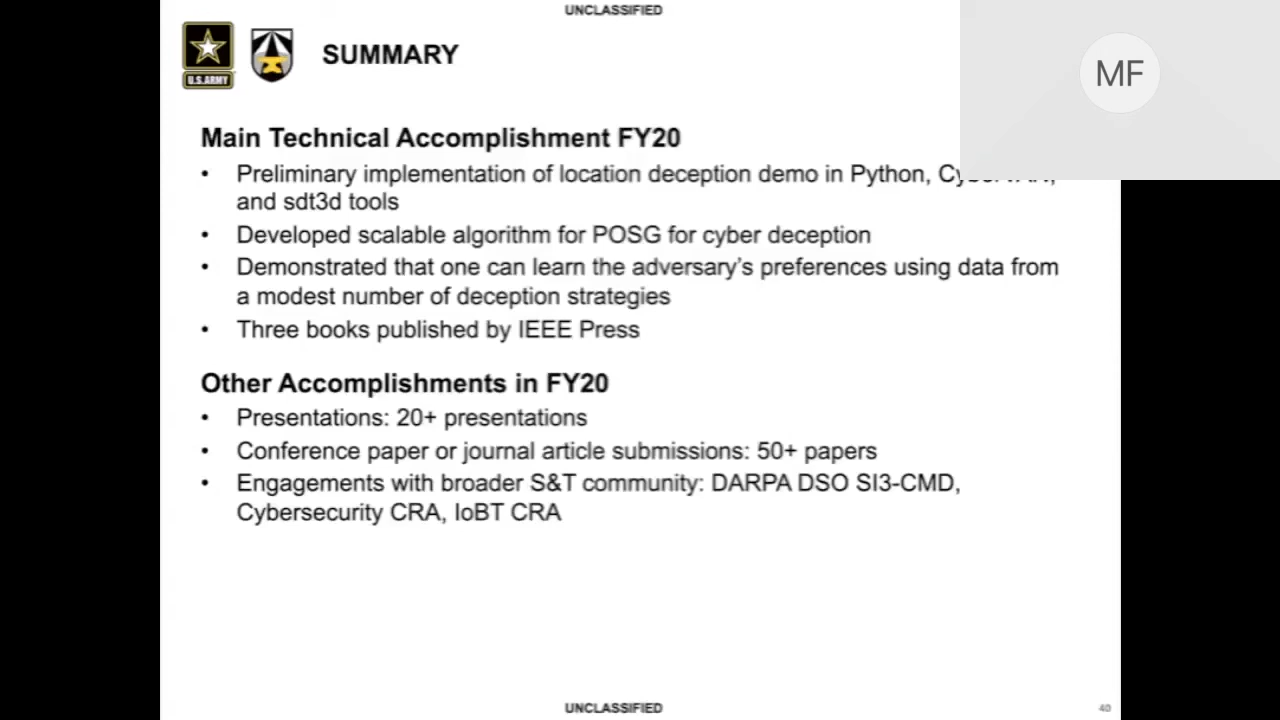 UNCLASSIFIED
U.S.ARMY
SUMMARY
MF
Main Technical Accomplishment FY20
• Preliminary implementation of location deception demo in Python,
and sdt3d tools
• Developed scalable algorithm for POSG for cyber deception
• Demonstrated that one can learn the adversary's preferences using data from
a modest number of deception strategies
• Three books published by IEEE Press
Other Accomplishments in FY20
• Presentations: 20+ presentations
• Conference paper or journal article submissions: 50+ papers
• Engagements with broader S&T community: DARPA DSO SI3-CMD,
Cybersecurity CRA, IoBT CRA
UNCLASSIFIED
40